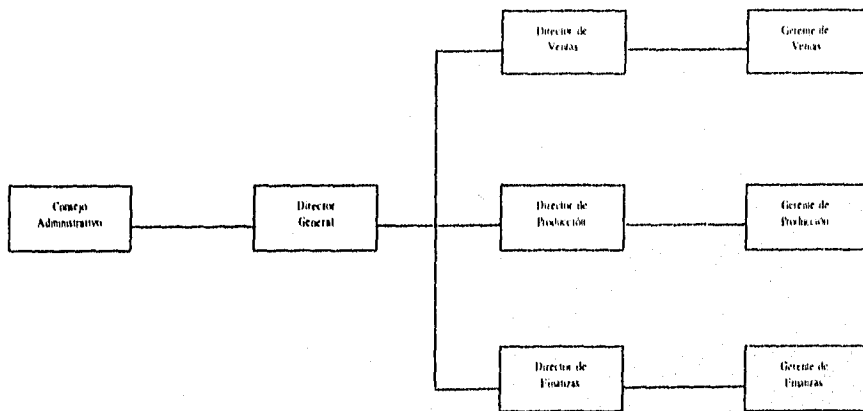 Director de
Ventas
Gerente de
Ventas
Consejo
Administrativo
Director
General
Director de
Producción
Gerente de
Producción
Director de
Finanzas
Gerente de
Finanzas